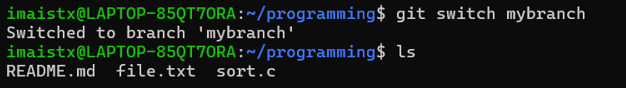 imaistx@LAPTOP-85QT7ORA:~/programming$ git switch mybranch
Switched to branch 'mybranch'
imaistx@LAPTOP-85QT7ORA:~/programming$ ls
README.md  file.txt  sort.c